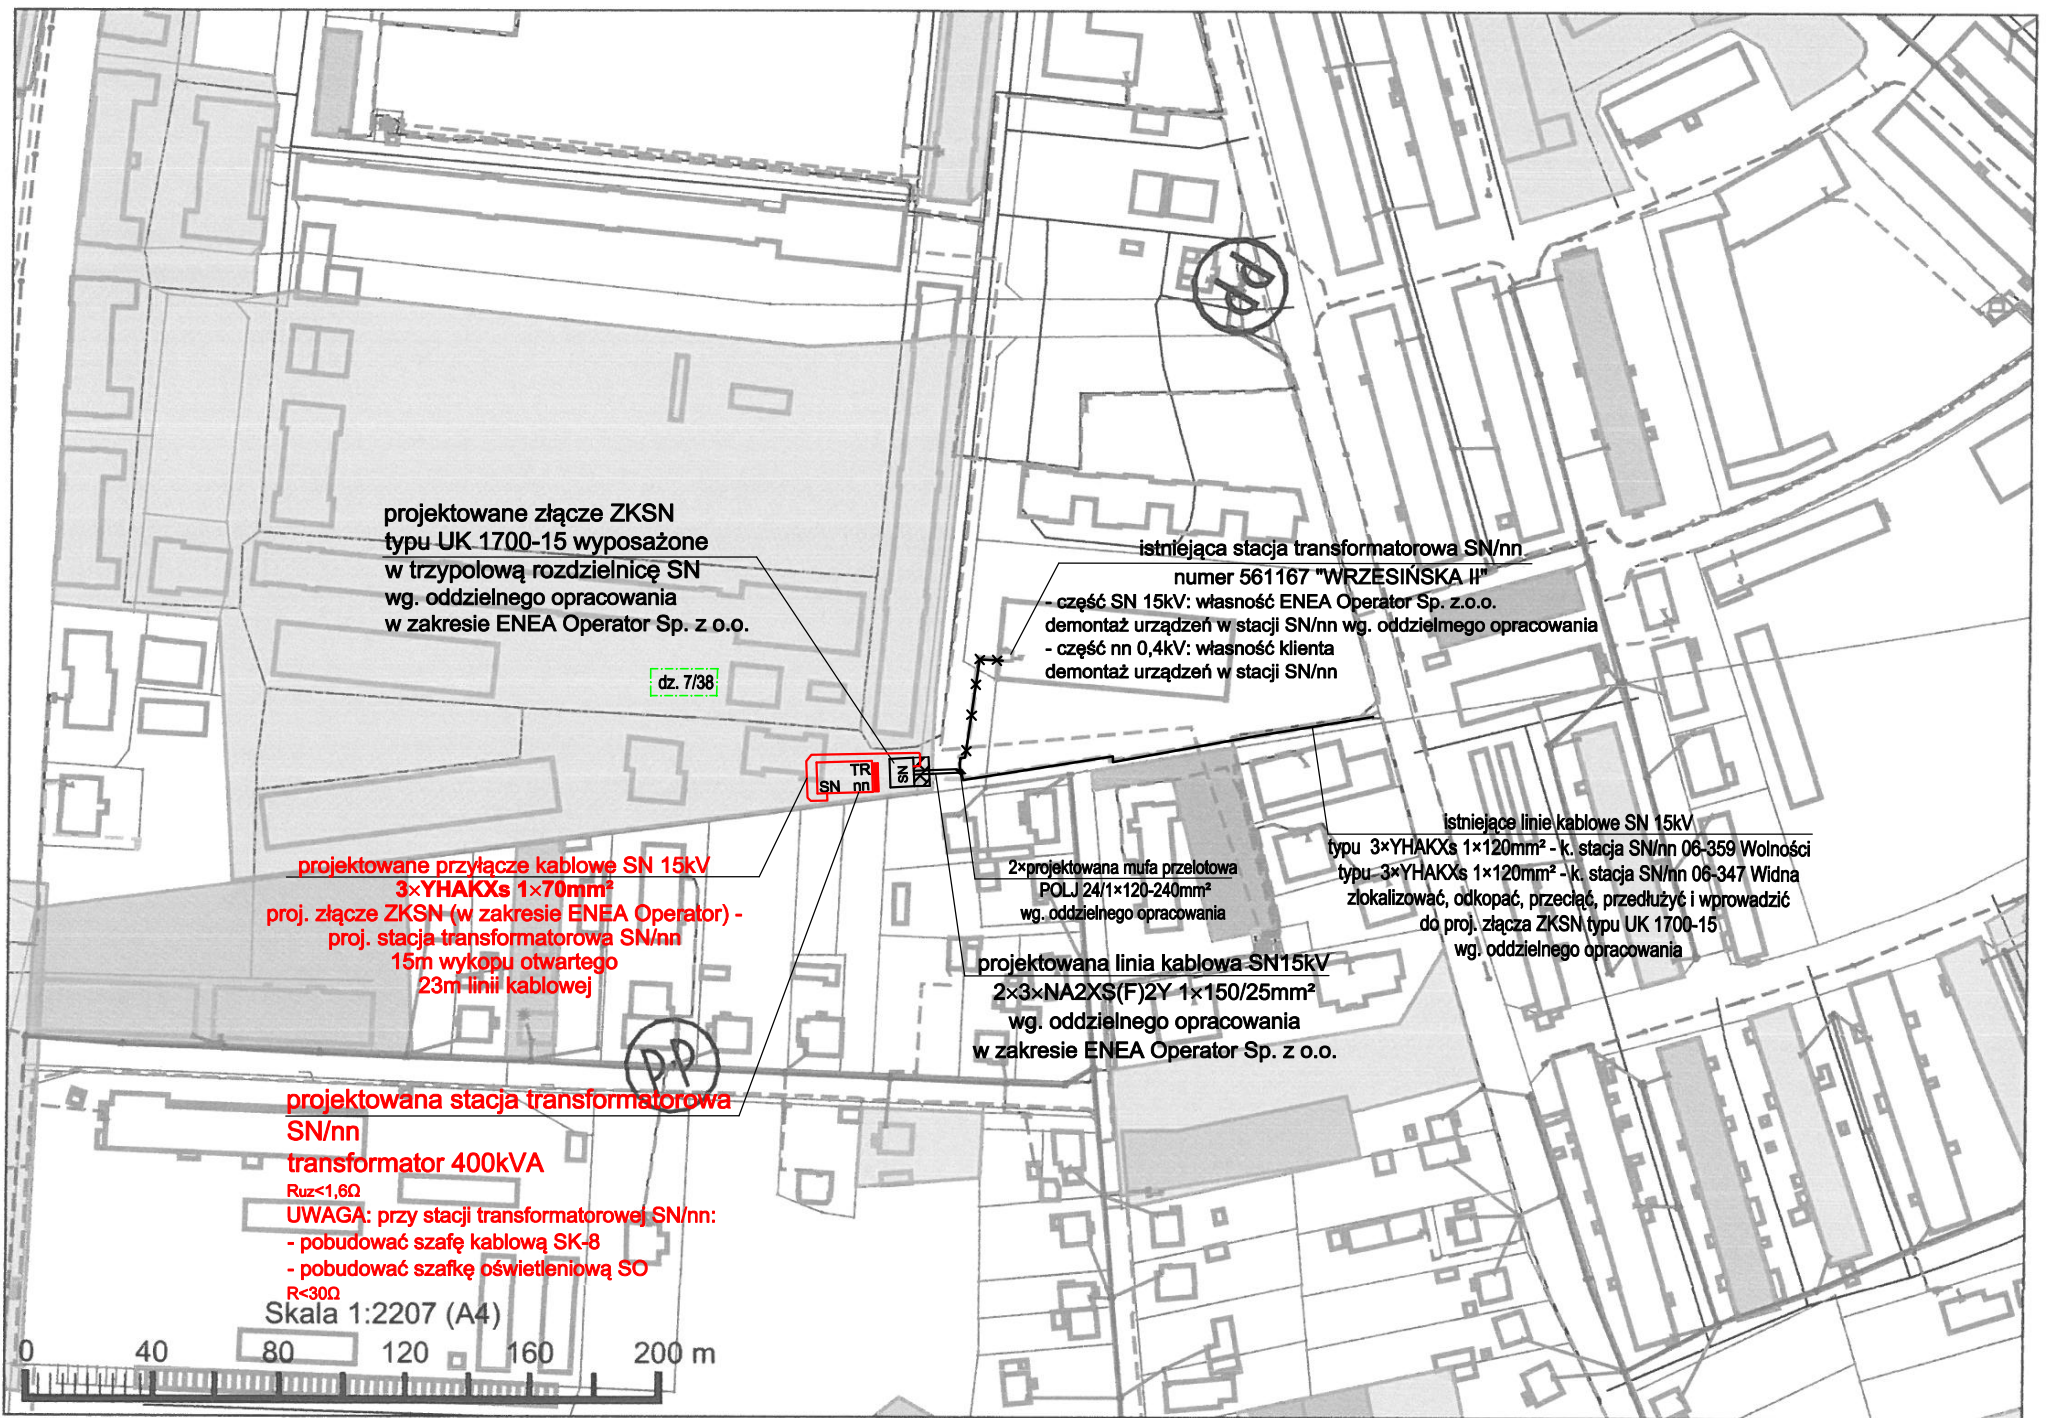 projektowane złącze ZKSN
typu UK 1700-15 wyposażone
w trzypolową rozdzielnicę SN
wg. oddzielnego opracowania
w zakresie ENEA Operator Sp. z o.o.
istniejąca stacja transformatorowa SN/nn
numer 561167 "WRZESIŃSKA II"
- część SN 15kV: własność ENEA Operator Sp. z.o.o.
demontaż urządzeń w stacji SN/nn wg. oddzielmego opracowania
- część nn 0,4kV: własność klienta
demontaż urządzeń w stacji SN/nn
dz. 7/38
TR
SN nn
SN
projektowane przyłącze kablowe SN 15kV
3×YHAKXs 1×70mm²
proj. złącze ZKSN (w zakresie ENEA Operator) -
proj. stacja transformatorowa SN/nn
15m wykopu otwartego
23m linii kablowej
2×projektowana mufa przelotowa
POLJ 24/1×120-240mm²
wg. oddzielnego opracowania
istniejące linie kablowe SN 15kV
typu 3×YHAKXs 1×120mm² - k. stacja SN/nn 06-359 Wolności
typu 3×YHAKXs 1×120mm² - k. stacja SN/nn 06-347 Widna
zlokalizować, odkopać, przeciąć, przedłużyć i wprowadzić
do proj. złącza ZKSN typu UK 1700-15
wg. oddzielnego opracowania
projektowana linia kablowa SN15kV
2×3×NA2XS(F)2Y 1×150/25mm²
wg. oddzielnego opracowania
w zakresie ENEA Operator Sp. z o.o.
PP
P.P
projektowana stacja transformatorowa
SN/nn
transformator 400kVA
Ruz<1,6Ω
UWAGA: przy stacji transformatorowej SN/nn:
- pobudować szafę kablową SK-8
- pobudować szafkę oświetleniową SO
R<30Ω
Skala 1:2207 (A4)
0 40 80 120 160 200 m